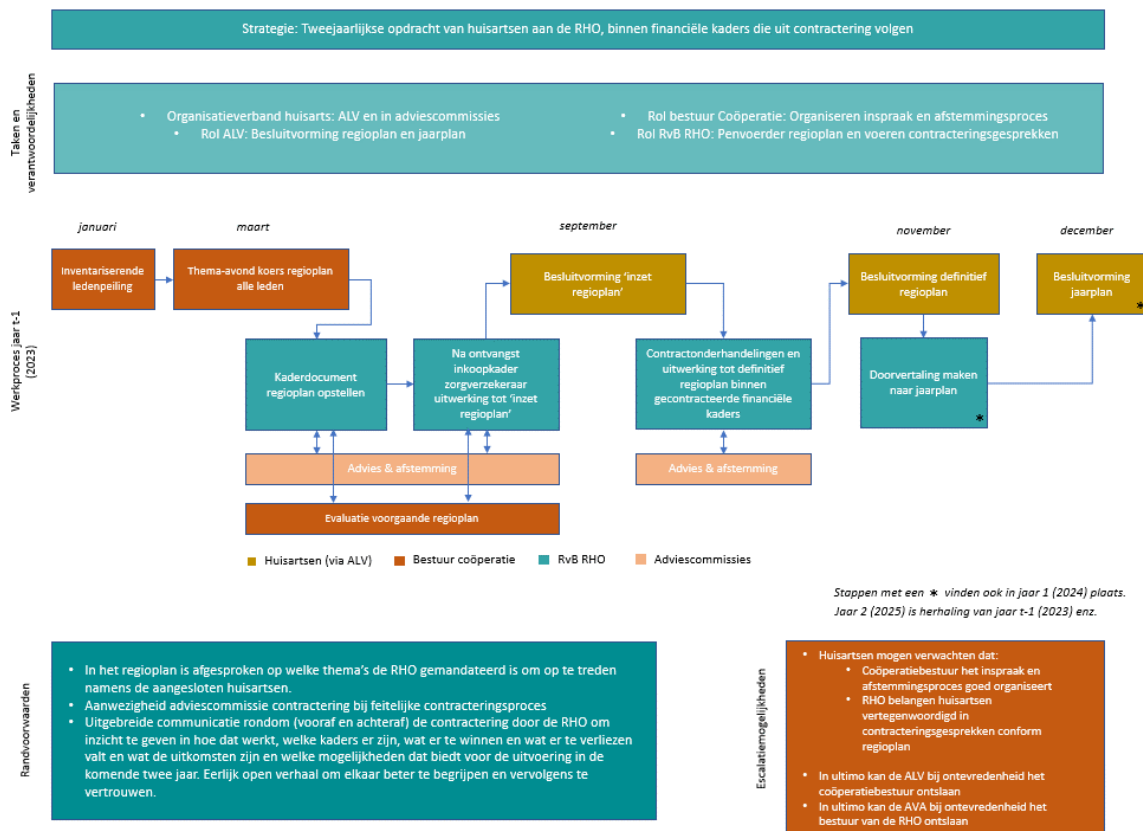 Strategie: Tweejaarlijkse opdracht van huisartsen aan de RHO, binnen financiële kaders die uit contractering volgen
Taken en
verantwoordelijkheden
• Organisatieverband huisarts: ALV en in adviescommissies
• Rol ALV: Besluitvorming regioplan en jaarplan
• Rol bestuur Coöperatie: Organiseren inspraak en afstemmingsproces
• Rol RvB RHO: Penvoerder regioplan en voeren contracteringsgesprekken
Werkproces jaar t-1
(2023)
januari
maart
september
november
december
Inventariserende
ledenpeiling
Thema-avond koers regioplan
alle leden
Besluitvorming ‘inzet
regioplan’
Besluitvorming definitief
regioplan
Besluitvorming
jaarplan
*
Kaderdocument
regioplan opstellen
Na ontvangst
inkoopkader
zorgverzekeraar
uitwerking tot ‘inzet
regioplan’
Contractonderhandelingen en
uitwerking tot definitief
regioplan binnen
gecontracteerde financiële
kaders
Doorvertaling maken
naar jaarplan
*
Advies & afstemming
Advies & afstemming
Evaluatie voorgaande regioplan
Huisartsen (via ALV)
Bestuur coöperatie
RvB RHO
Adviescommissies
Stappen met een * vinden ook in jaar 1 (2024) plaats.
Jaar 2 (2025) is herhaling van jaar t-1 (2023) enz.
Randvoorwaarden
• In het regioplan is afgesproken op welke thema’s de RHO gemandateerd is om op te treden
namens de aangesloten huisartsen.
• Aanwezigheid adviescommissie contractering bij feitelijke contracteringsproces
• Uitgebreide communicatie rondom (vooraf en achteraf) de contractering door de RHO om
inzicht te geven in hoe dat werkt, welke kaders er zijn, wat er te winnen en wat er te verliezen
valt en wat de uitkomsten zijn en welke mogelijkheden dat biedt voor de uitvoering in de
komende twee jaar. Eerlijk open verhaal om elkaar beter te begrijpen en vervolgens te
vertrouwen.
Escalatiemogelijkheden
• Huisartsen mogen verwachten dat:
• Coöperatiebestuur het inspraak en
afstemmingsproces goed organiseert
• RHO belangen huisartsen
vertegenwoordigd in
contracteringsgesprekken conform
regioplan
• In ultimo kan de ALV bij ontevredenheid het
coöperatiebestuur ontslaan
• In ultimo kan de AVA bij ontevredenheid het
bestuur van de RHO ontslaan